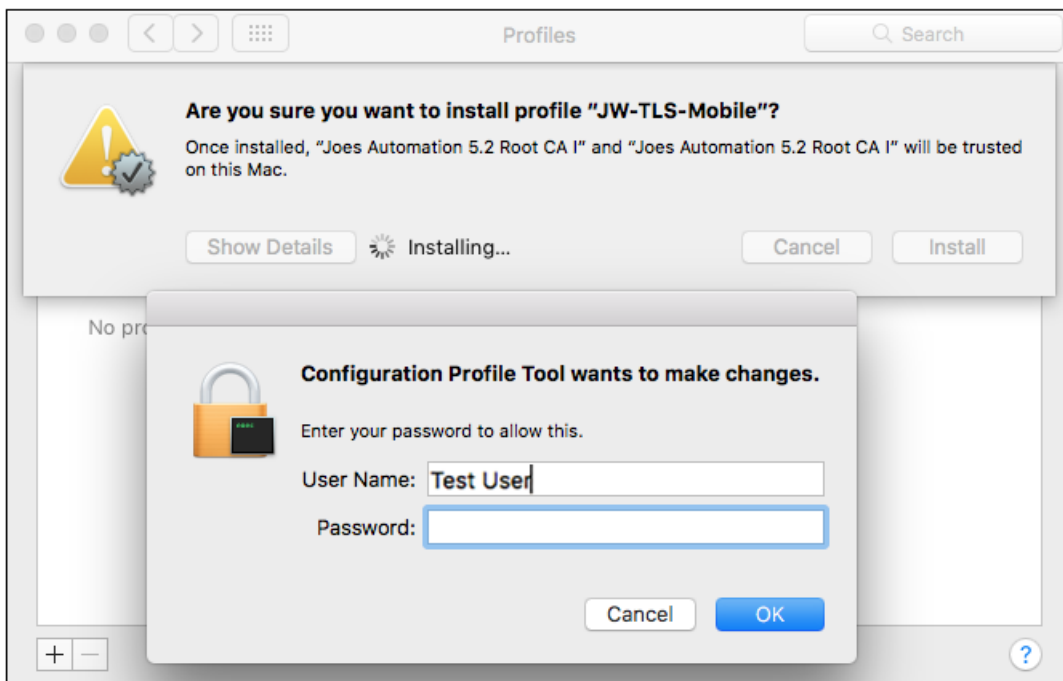 Profiles
Search
Are you sure you want to install profile “JW-TLS-Mobile”?
Once installed, “Joes Automation 5.2 Root CA I” and “Joes Automation 5.2 Root CA I” will be trusted
on this Mac.
Show Details
Installing...
Cancel
Install
No pro
Configuration Profile Tool wants to make changes.
Enter your password to allow this.
User Name: Test User
Password:
Cancel
OK
+
−
?